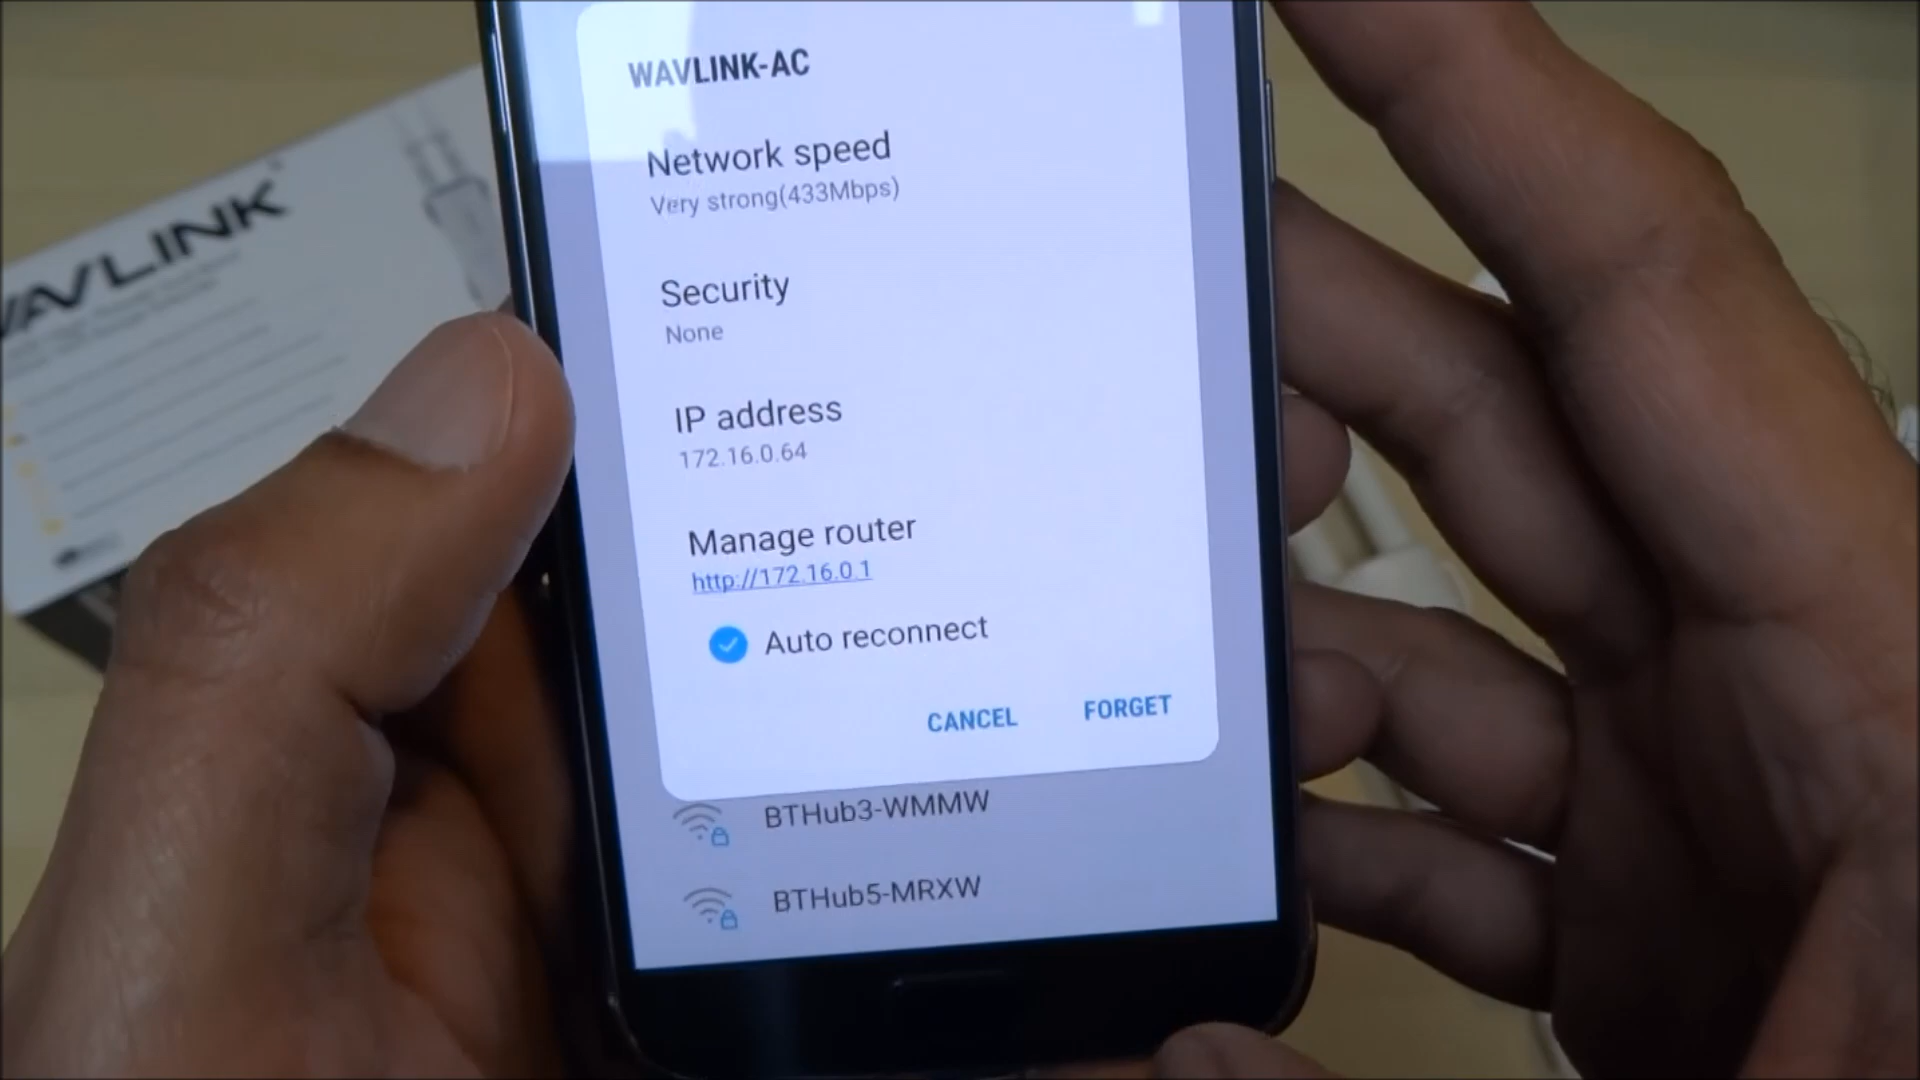 WAVLINK-AC
Network speed
Very strong(433Mbps)
Security
None
IP address
172.16.0.64
Manage router
http://172.16.0.1
Auto reconnect
CANCEL FORGET
BTHub3-WMMW
BTHub5-MRXW
WAVLINK